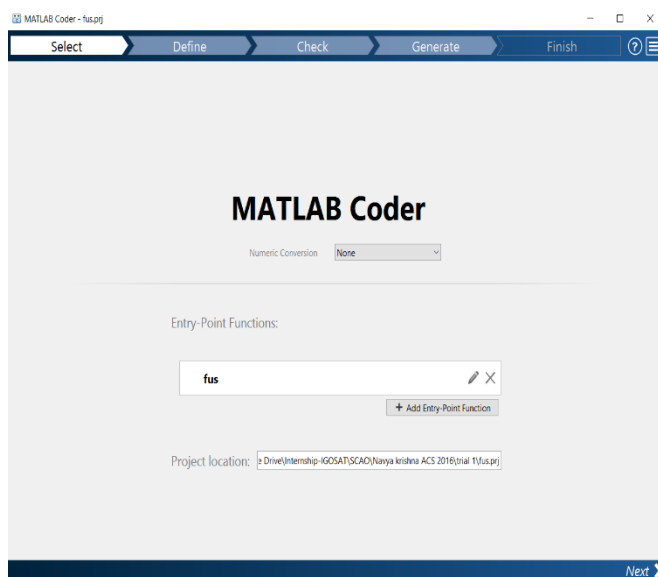 MATLAB Coder - fus.prj
Select Define Check Generate Finish ?
MATLAB Coder
Numeric Conversion None
Entry-Point Functions:
fus
+ Add Entry-Point Function
Project location: e Drive\Internship-IGOSAT\SCAO\Navya krishna ACS 2016\trial 1\fus.prj
Next